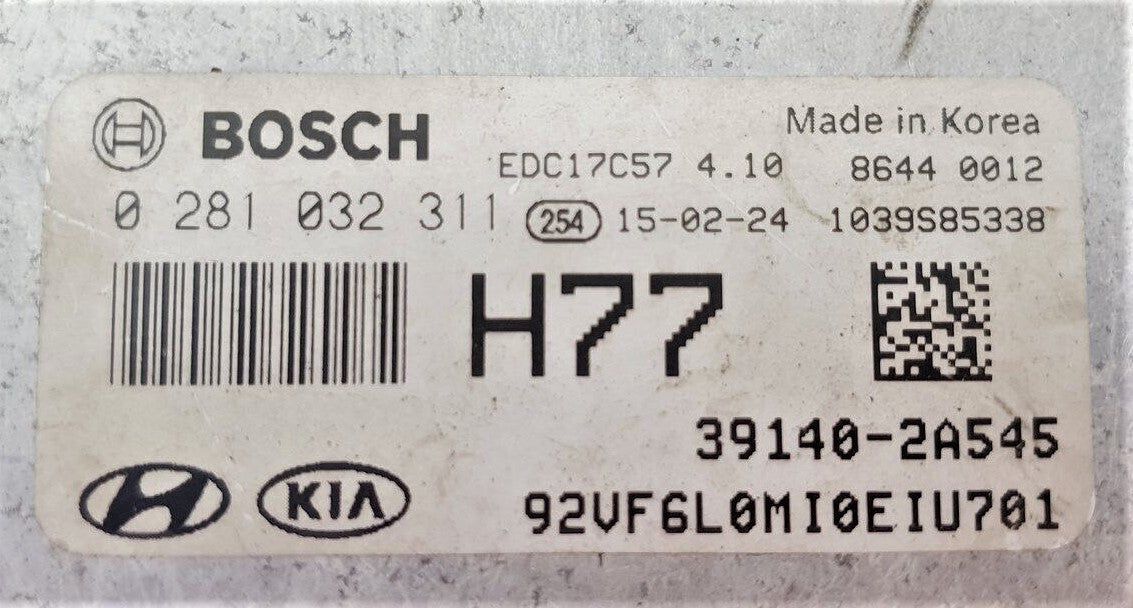 BOSCH
Made in Korea
EDC17C57 4.10 8644 0012
0 281 032 311 254 15-02-24 1039S85338
H77
39140-2A545
KIA
92VF6L0MI0EIU701